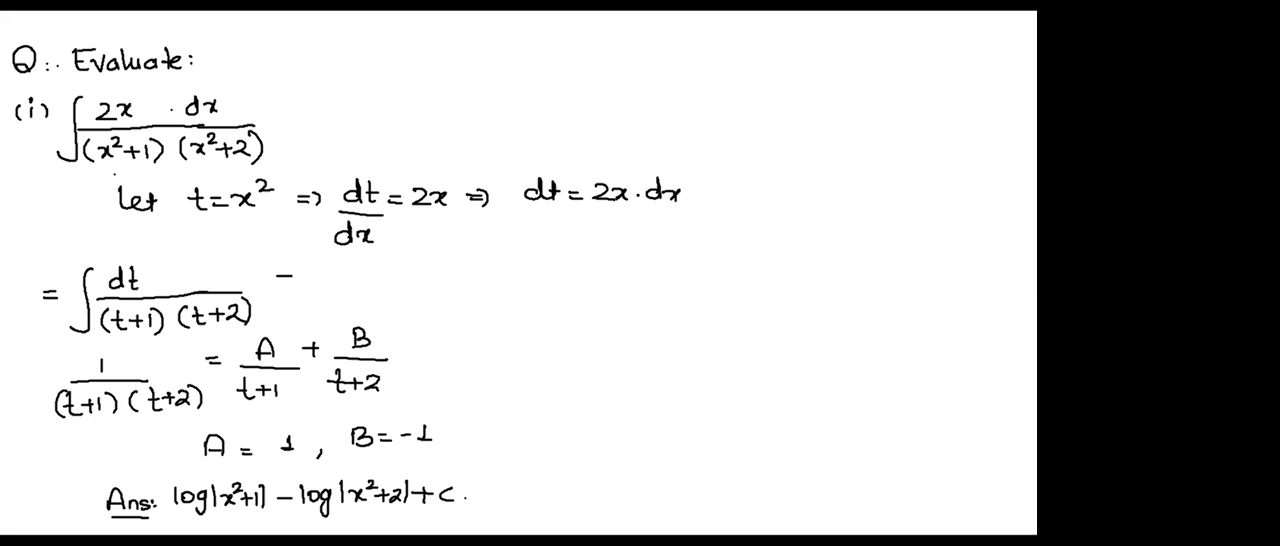 Q:. Evaluate:
(i) ∫ 2x . dx / (x²+1) (x²+2)
Let t = x² => dt/dx = 2x => dt = 2x . dx
= ∫ dt / (t+1) (t+2) -
1 / (t+1) (t+2) = A / t+1 + B / t+2
A = 1 , B = -1
Ans: log|x²+1| - log|x²+2| + c .